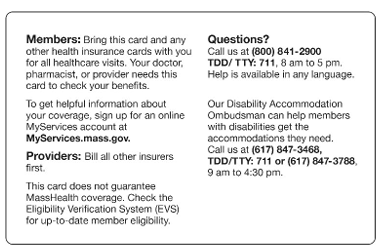 Members: Bring this card and any
other health insurance cards with you
for all healthcare visits. Your doctor,
pharmacist, or provider needs this
card to check your benefits.
To get helpful information about
your coverage, sign up for an online
MyServices account at
MyServices.mass.gov.
Providers: Bill all other insurers
first.
This card does not guarantee
MassHealth coverage. Check the
Eligibility Verification System (EVS)
for up-to-date member eligibility.
Questions?
Call us at (800) 841-2900
TDD/ TTY: 711, 8 am to 5 pm.
Help is available in any language.
Our Disability Accommodation
Ombudsman can help members
with disabilities get the
accommodations they need.
Call us at (617) 847-3468,
TDD/TTY: 711 or (617) 847-3788,
9 am to 4:30 pm.